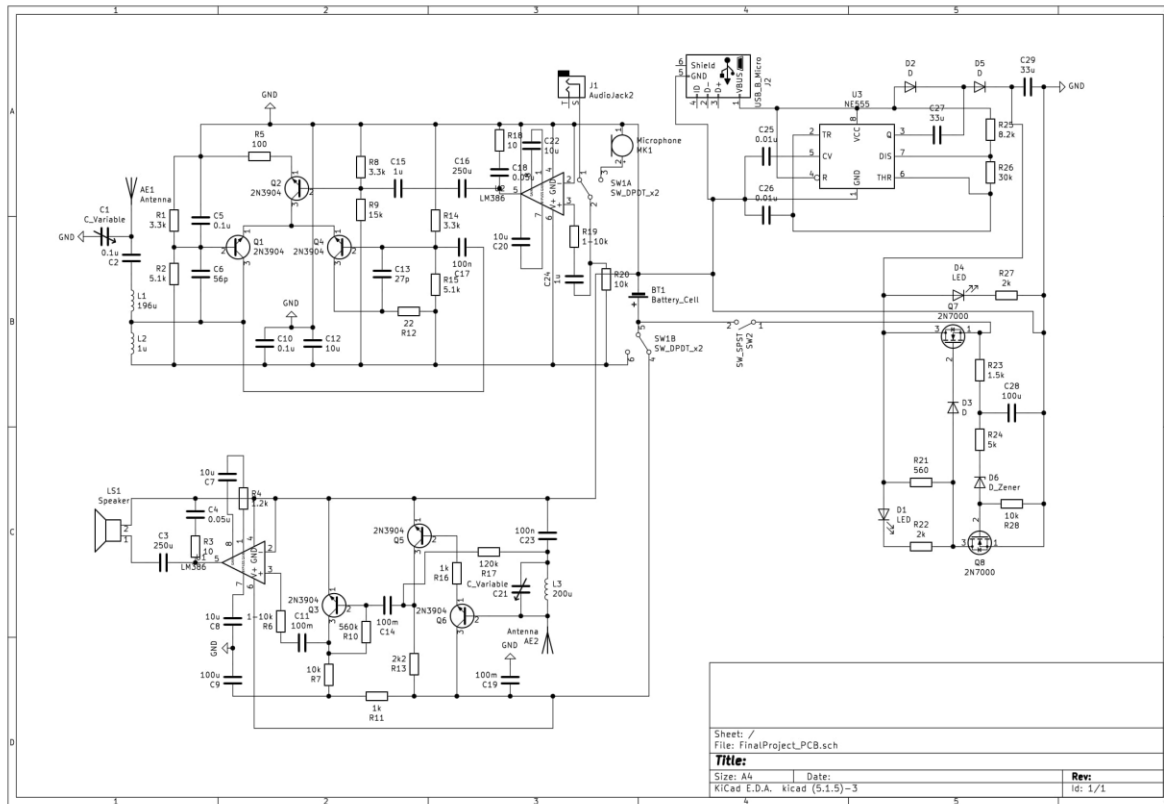 1
2
3
4
5
A
B
C
D
GND
R5
100
Q2
2N3904
R8
3.3k
C15
1u
C16
250u
R18
10
C18
0.05u
C22
10u
LM386
J1
AudioJack2
T
S
Microphone
MK1
SW1A
SW_DPDT_x2
AE1
Antenna
C1
C_Variable
GND
0.1u
C2
R1
3.3k
C5
0.1u
R2
5.1k
C6
56p
Q1
2N3904
Q4
2N3904
R9
15k
R14
3.3k
C13
27p
R15
5.1k
100n
C17
22
R12
10u
C20
R19
1-10k
C24
1u
R20
10k
L1
196u
L2
1u
GND
C10
0.1u
C12
10u
BT1
Battery_Cell
SW1B
SW_DPDT_x2
SW_SPST
SW2
Shield
GND
ID
D-
D+
VBUS
USB_B_Micro
J2
U3
NE555
TR
CV
R
VCC
GND
Q
DIS
THR
C25
0.01u
C26
0.01u
C27
33u
D2
D
D5
D
C29
33u
GND
R25
8.2k
R26
30k
D4
LED
R27
2k
Q7
2N7000
R23
1.5k
C28
100u
D3
D
R24
5k
R21
560
D6
D_Zener
D1
LED
R22
2k
10k
R28
Q8
2N7000
LS1
Speaker
C3
250u
C4
0.05u
R3
10
LM386
10u
C7
R4
1.2k
V+ GND
10u
C8
GND
100u
C9
1-10k
R6
C11
100m
2N3904
Q3
10k
R7
560k
R10
100m
C14
1k
R11
2N3904
Q5
2k2
R13
1k
R16
2N3904
Q6
120k
R17
100n
C23
C_Variable
C21
L3
200u
Antenna
AE2
GND
100m
C19
Sheet: /
File: FinalProject_PCB.sch
Title:
Size: A4 Date: Rev:
KiCad E.D.A. kicad (5.1.5)-3 Id: 1/1